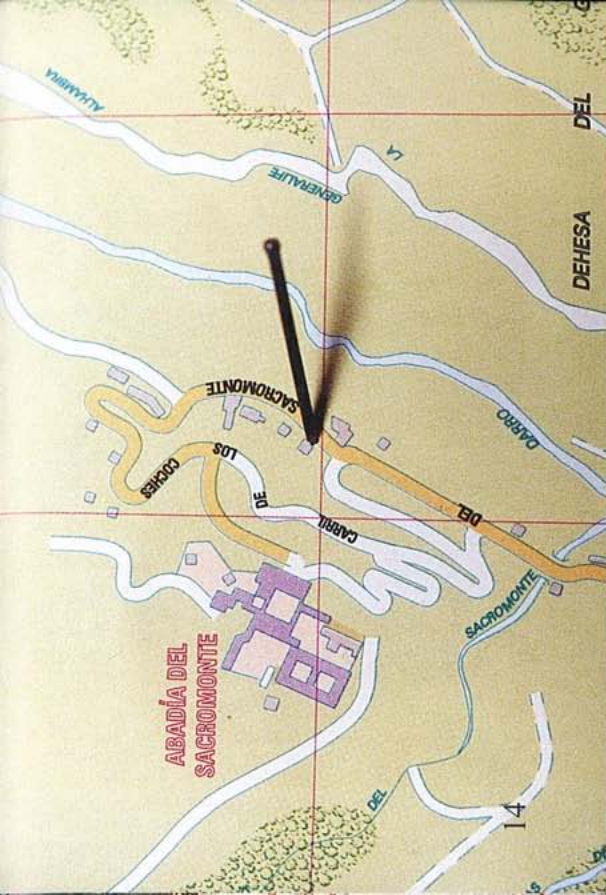 ALHAMBRA
GENERALIFE
LA
DEL
DEHESA
SACROMONTE
DARRO
COCHES
LOS
DE
CARRIL
DEL
SACROMONTE
ABADÍA DEL
SACROMONTE
DEL
14